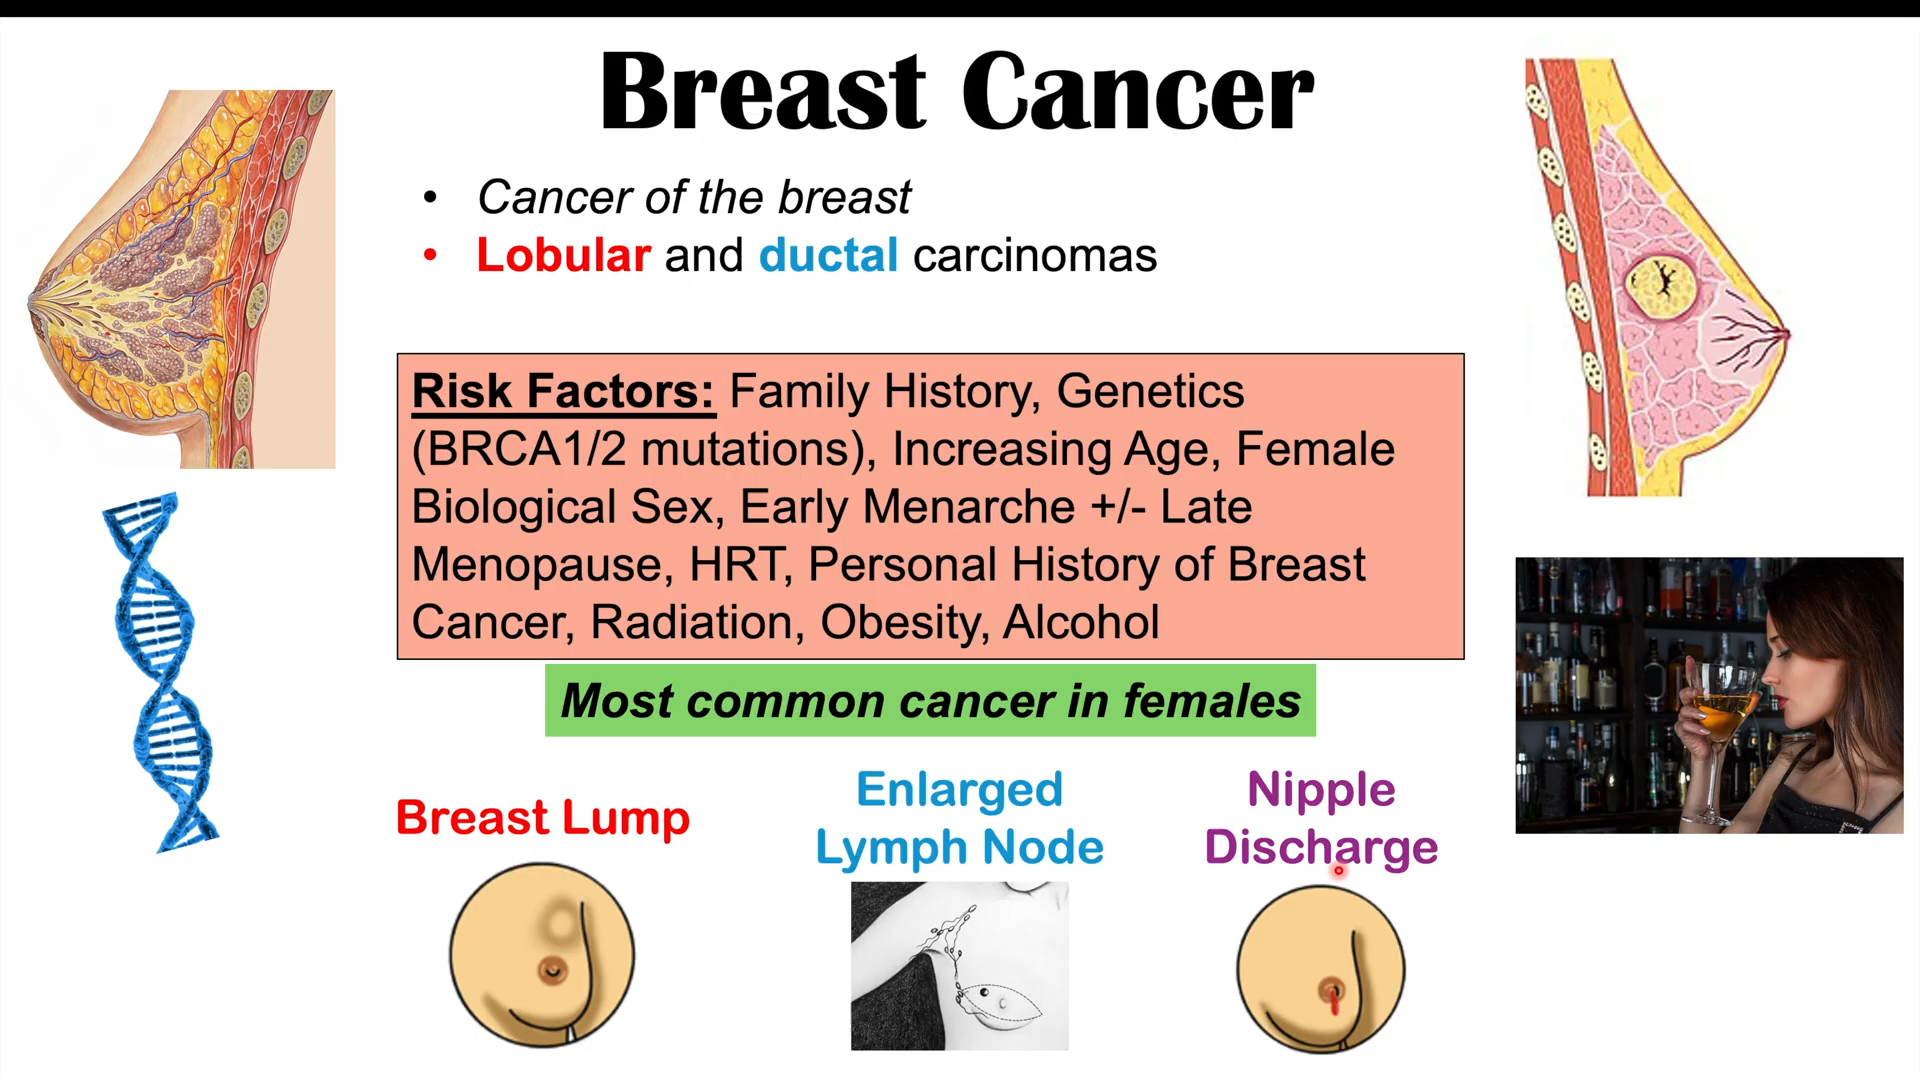 Breast Cancer
• Cancer of the breast
• Lobular and ductal carcinomas
Risk Factors: Family History, Genetics
(BRCA1/2 mutations), Increasing Age, Female
Biological Sex, Early Menarche +/- Late
Menopause, HRT, Personal History of Breast
Cancer, Radiation, Obesity, Alcohol
Most common cancer in females
Breast Lump
Enlarged
Lymph Node
Nipple
Discharge